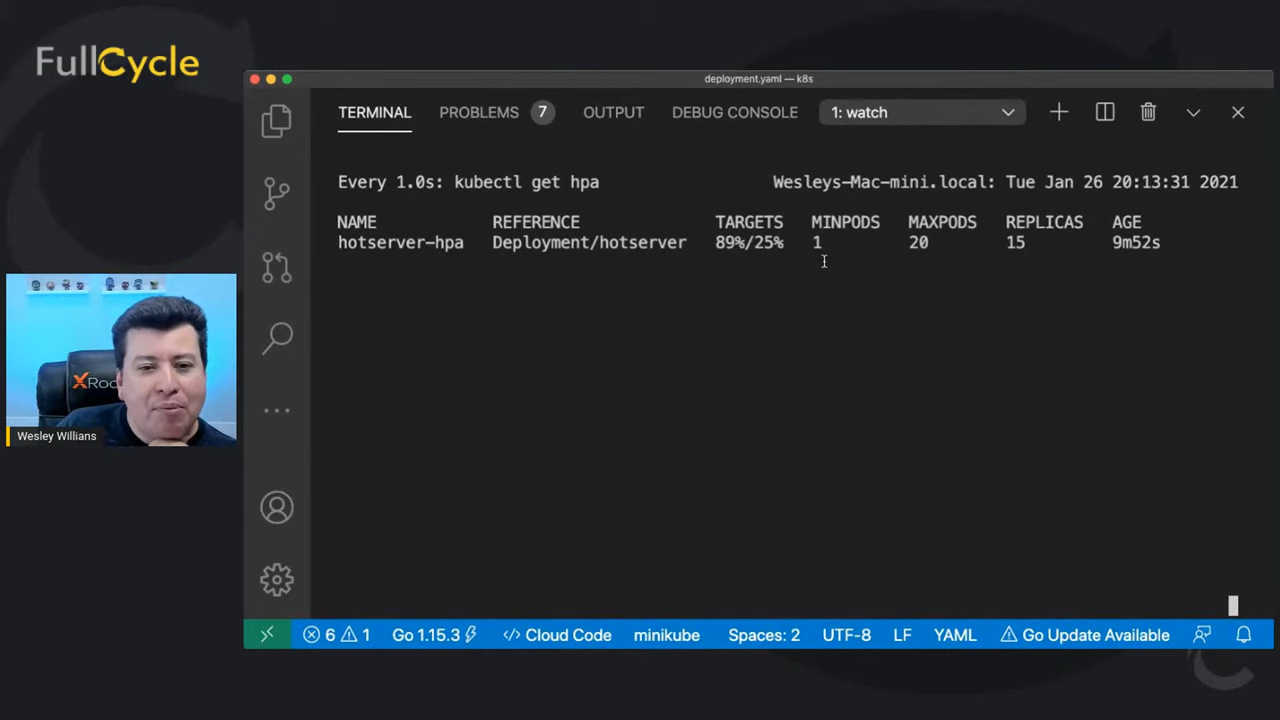 FullCycle
deployment.yaml — k8s
TERMINAL PROBLEMS 7 OUTPUT DEBUG CONSOLE 1: watch
Every 1.0s: kubectl get hpa Wesleys-Mac-mini.local: Tue Jan 26 20:13:31 2021
NAME REFERENCE TARGETS MINPODS MAXPODS REPLICAS AGE
hotserver-hpa Deployment/hotserver 89%/25% 1 20 15 9m52s
XRoc
Wesley Willians
6 1 Go 1.15.3 Cloud Code minikube Spaces: 2 UTF-8 LF YAML Go Update Available